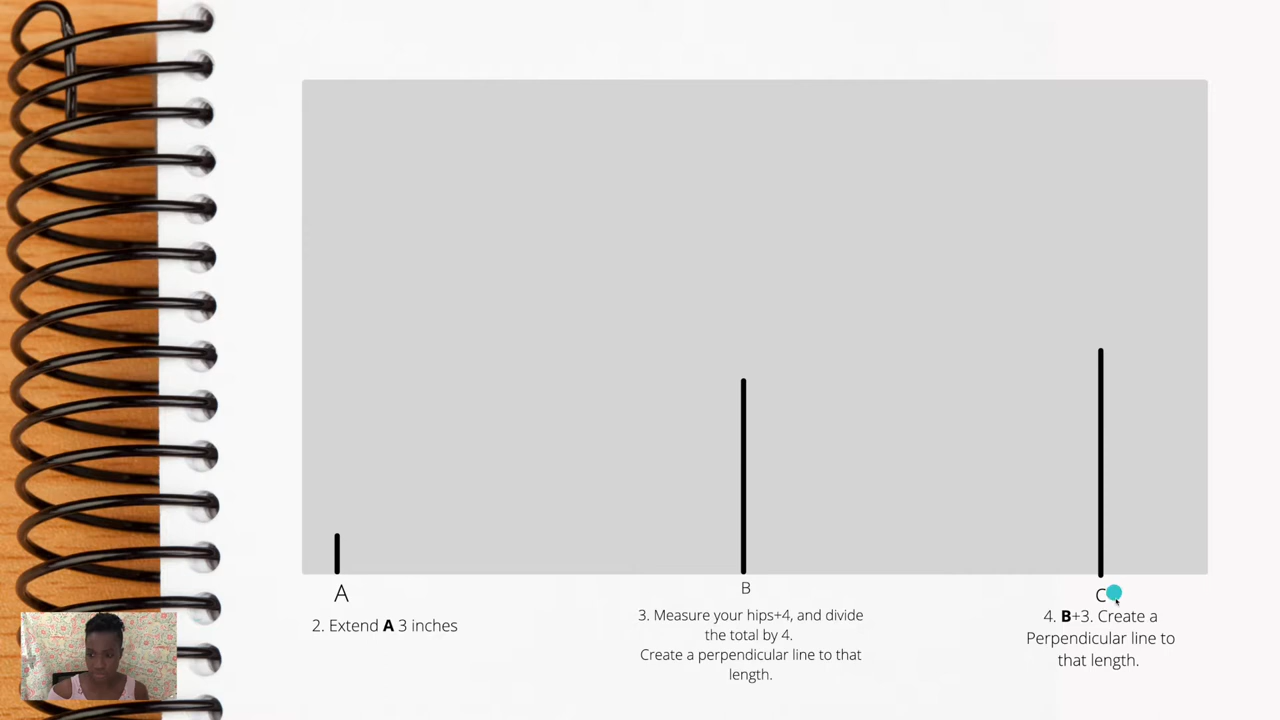 A
2. Extend A 3 inches
B
3. Measure your hips+4, and divide
the total by 4.
Create a perpendicular line to that
length.
C
4. B+3. Create a
Perpendicular line to
that length.